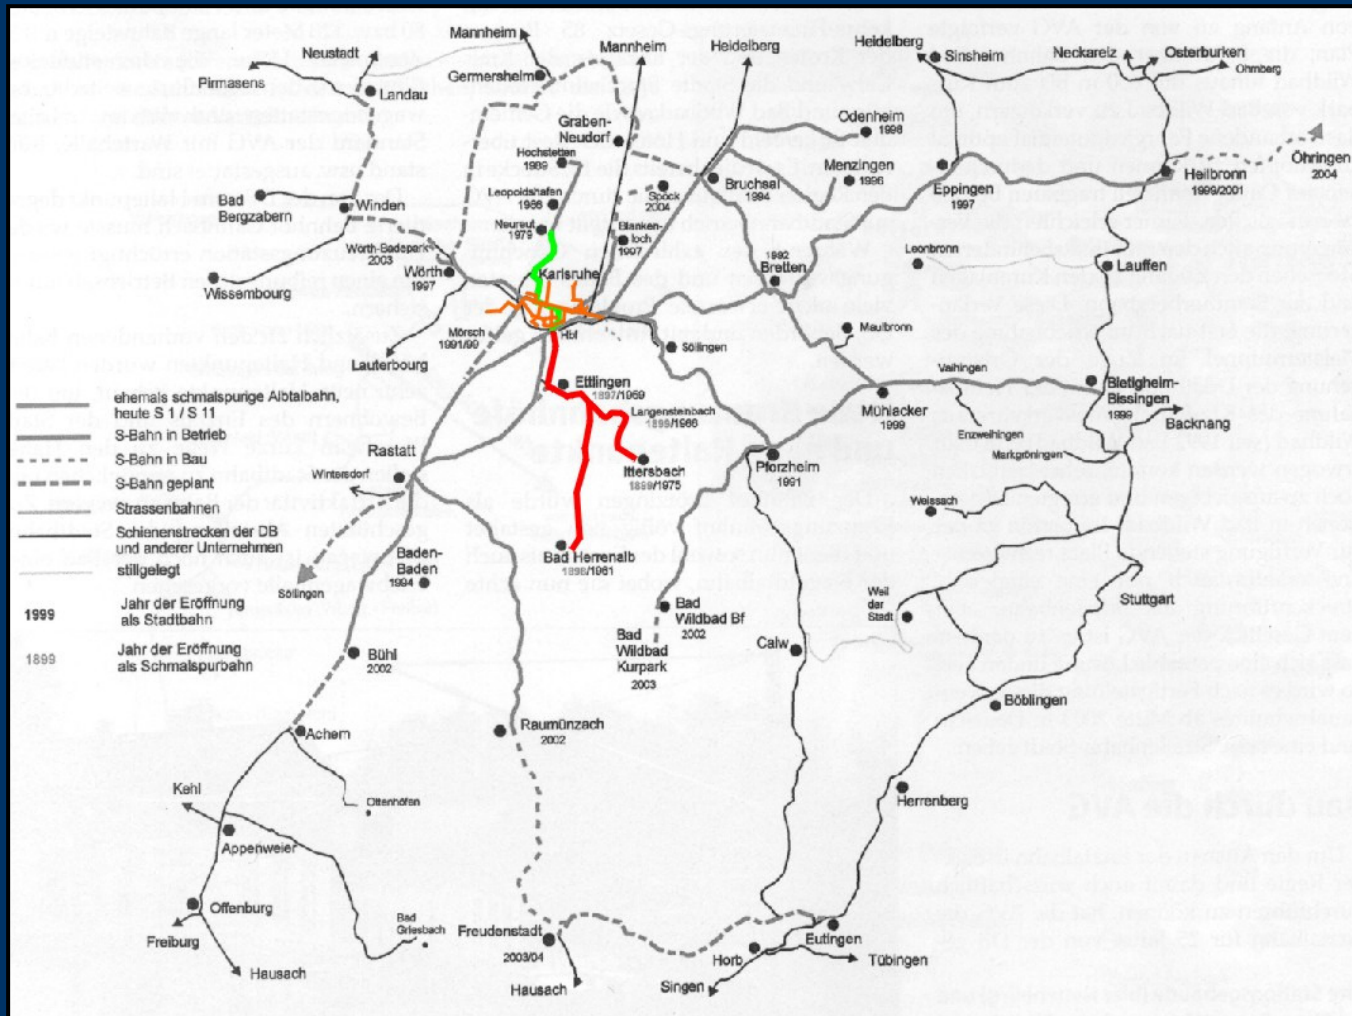 Neustadt
Pirmasens
Landau
Mannheim
Germersheim
Mannheim
Heidelberg
Heidelberg
Sinsheim
Neckarelz
Osterburken
Graben-
Neudorf
Hochstetten
1986
Odenheim
1998
Menzingen
1996
Öhringen
2004
Leopoldshafen
1986
Spöck
2004
Bruchsal
1994
Eppingen
1997
Heilbronn
1999/2001
Bad
Bergzabern
Winden
Neureut
1979
Blanken-
loch
1997
Wörth-Badepark
2003
Wörth
1997
Karlsruhe
1992
Bretten
Leonbronn
Lauffen
Wissembourg
Mörsch
1991/99
Hbf
Söllingen
Maulbronn
Lauterbourg
Ettlingen
1897/1969
Vaihingen
Bietigheim-
Bissingen
1999
Backnang
Langensteinbach
1899/1966
Mühlacker
1999
Enzweihingen
Markgröningen
ehemals schmalspurige Albtalbahn,
heute S 1 / S 11
S-Bahn in Betrieb
S-Bahn in Bau
S-Bahn geplant
Strassenbahnen
Schienenstrecken der DB
und anderer Unternehmen
stillgelegt
1999
Jahr der Eröffnung
als Stadtbahn
1899
Jahr der Eröffnung
als Schmalspurbahn
Rastatt
Wintersdorf
Ittersbach
1899/1975
Pforzheim
1991
Weissach
Bad Herrenalb
1898/1961
Baden-
Baden
1994
Söllingen
Bad
Wildbad Bf
2002
Bad
Wildbad
Kurpark
2003
Weil
der
Stadt
Stuttgart
Calw
Bühl
2002
Böblingen
Raumünzach
2002
Achern
Herrenberg
Kehl
Ottenhöfen
Appenweier
Offenburg
Bad
Griesbach
Freiburg
Hausach
Freudenstadt
2003/04
Hausach
Eutingen
Horb
Tübingen
Singen